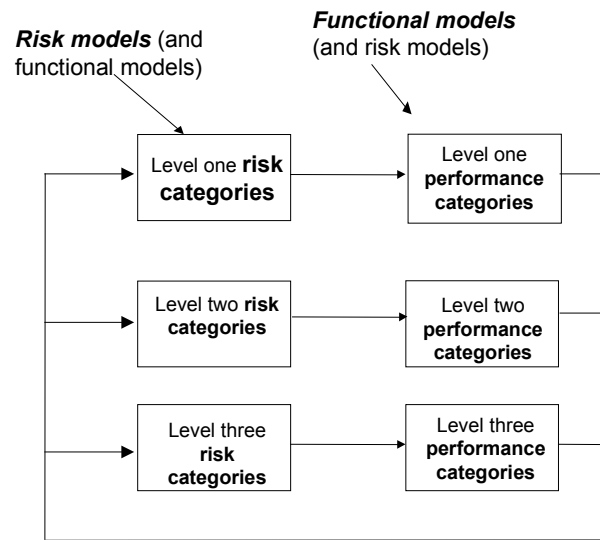 Risk models (and
functional models)
Functional models
(and risk models)
Level one risk
categories
Level one
performance
categories
Level two risk
categories
Level two
performance
categories
Level three
risk
categories
Level three
performance
categories